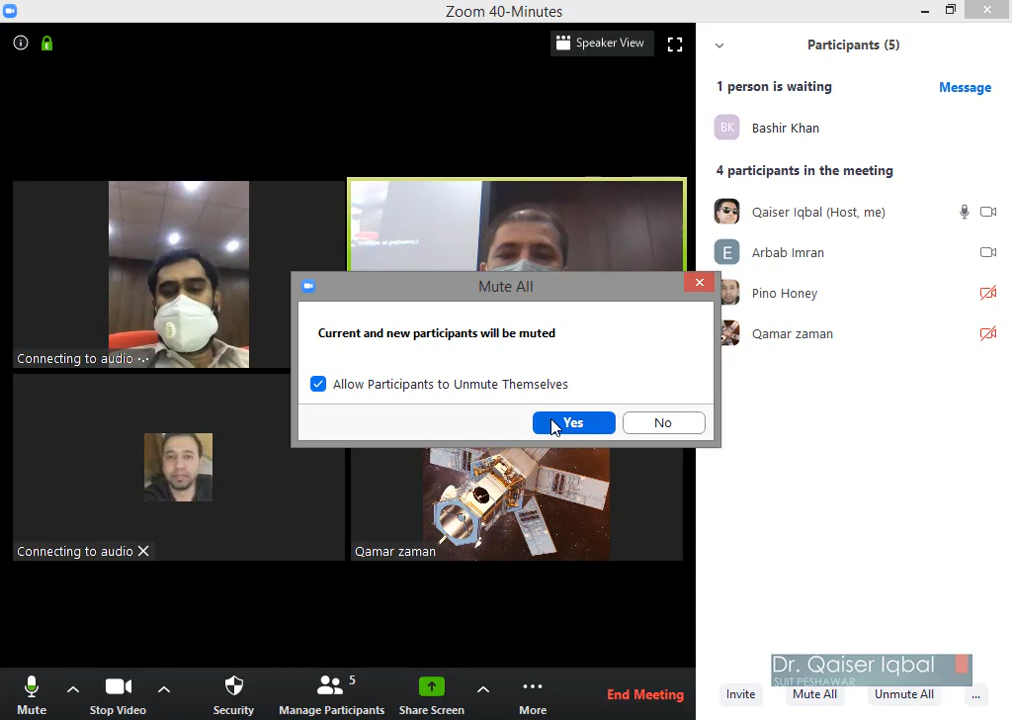 Zoom 40-Minutes
Speaker View
Participants (5)
1 person is waiting
Message
BK
Bashir Khan
4 participants in the meeting
Qaiser Iqbal (Host, me)
E
Arbab Imran
Pino Honey
Qamar zaman
Mute All
Current and new participants will be muted
Allow Participants to Unmute Themselves
Yes
No
Connecting to audio
Connecting to audio
Qamar zaman
Dr. Qaiser Iqbal
SUIT PESHAWAR
Mute
Stop Video
Security
5
Manage Participants
Share Screen
...
More
End Meeting
Invite
Mute All
Unmute All
...